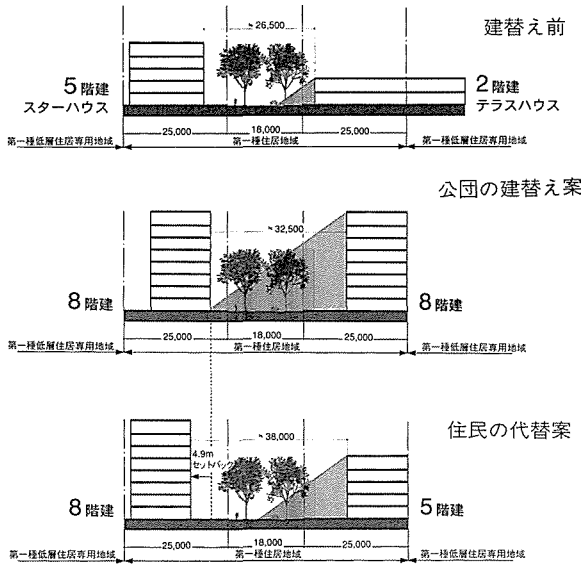 建替え前
≒26,500
5階建
スターハウス
2階建
テラスハウス
25,000 18,000 25,000
第一種低層住居専用地域 第一種住居地域 第一種低層住居専用地域
公団の建替え案
≒32,500
8階建
8階建
25,000 18,000 25,000
第一種低層住居専用地域 第一種住居地域 第一種低層住居専用地域
住民の代替案
≒38,000
4.9m
セットバック
8階建
5階建
25,000 18,000 25,000
第一種低層住居専用地域 第一種住居地域 第一種低層住居専用地域